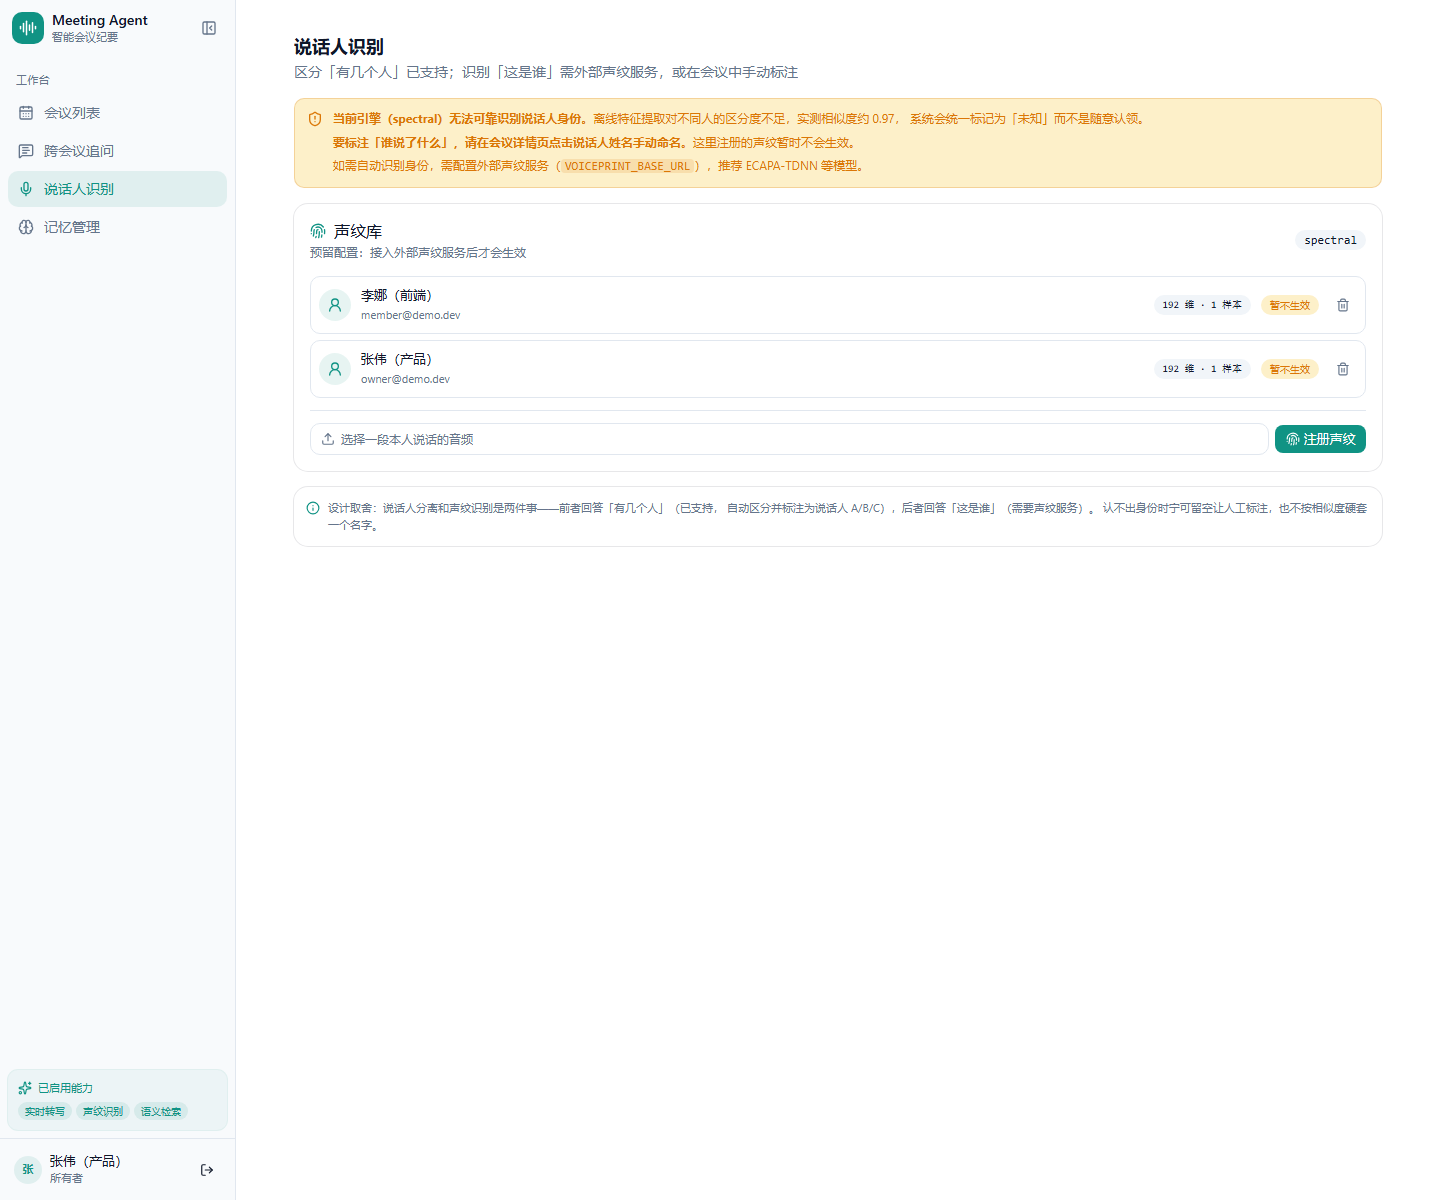 Meeting Agent
智能会议纪要
工作台
会议列表
跨会议追问
说话人识别
记忆管理
已启用能力
实时转写 声纹识别 语义检索
张
张伟（产品）
所有者
说话人识别
区分「有几个人」已支持；识别「这是谁」需外部声纹服务，或在会议中手动标注
当前引擎（spectral）无法可靠识别说话人身份。离线特征提取对不同人的区分度不足，实测相似度约 0.97， 系统会统一标记为「未知」而不是随意认领。
要标注「谁说了什么」，请在会议详情页点击说话人姓名手动命名。这里注册的声纹暂时不会生效。
如需自动识别身份，需配置外部声纹服务（VOICEPRINT_BASE_URL），推荐 ECAPA-TDNN 等模型。
声纹库
预留配置：接入外部声纹服务后才会生效
spectral
李娜（前端）
member@demo.dev
192 维 · 1 样本 暂不生效
张伟（产品）
owner@demo.dev
192 维 · 1 样本 暂不生效
选择一段本人说话的音频
注册声纹
设计取舍：说话人分离和声纹识别是两件事——前者回答「有几个人」（已支持， 自动区分并标注为说话人 A/B/C），后者回答「这是谁」（需要声纹服务）。 认不出身份时宁可留空让人工标注，也不按相似度硬套
一个名字。